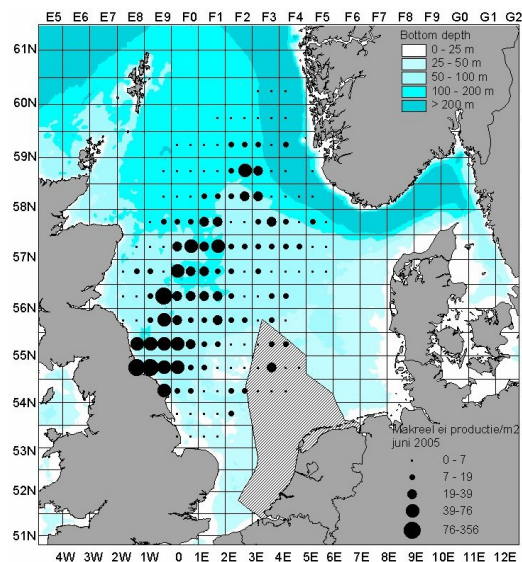 E5 E6 E7 E8 E9 F0 F1 F2 F3 F4 F5 F6 F7 F8 F9 G0 G1 G2
Bottom depth
0 - 25 m
25 - 50 m
50 - 100 m
100 - 200 m
> 200 m
61N
60N
59N
58N
57N
56N
55N
54N
53N
52N
51N
Makreel ei productie/m2
juni 2005
0 - 7
7 - 19
19-39
39-76
76-356
4W 3W 2W 1W 0 1E 2E 3E 4E 5E 6E 7E 8E 9E 10E 11E 12E